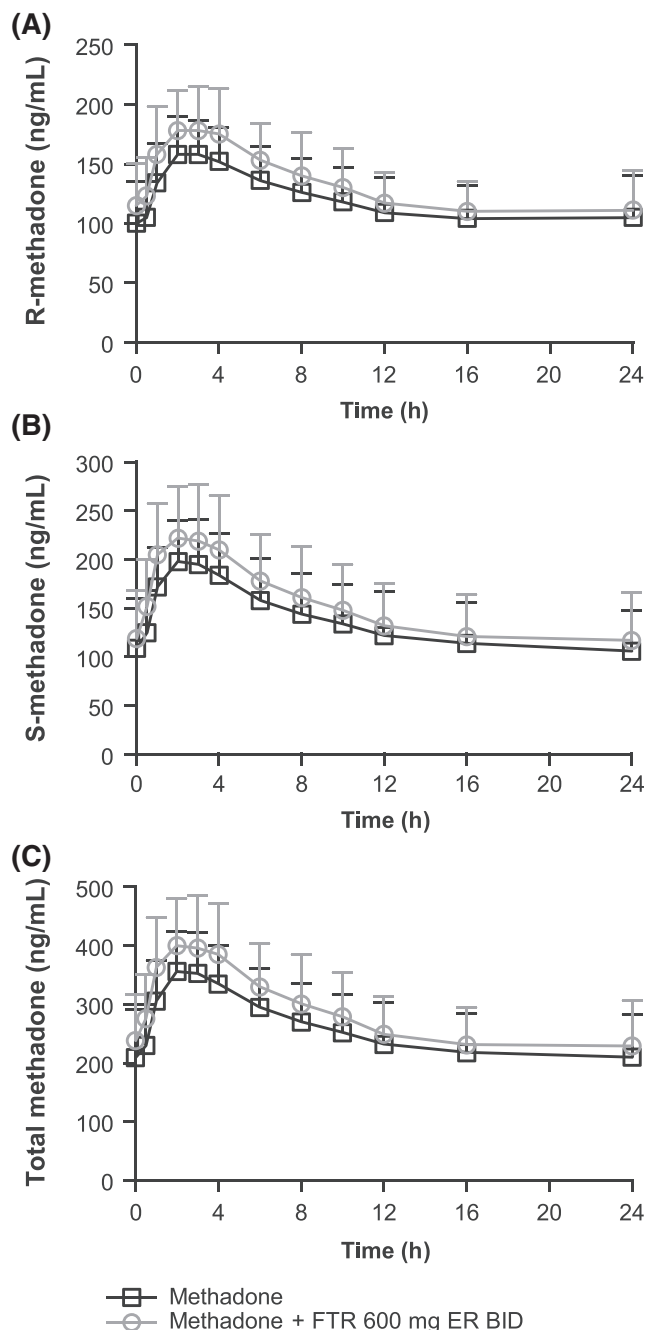 (A)
R-methadone (ng/mL)
250
200
150
100
50
0
0 4 8 12 16 20 24
Time (h)
(B)
S-methadone (ng/mL)
300
250
200
150
100
50
0
0 4 8 12 16 20 24
Time (h)
(C)
Total methadone (ng/mL)
500
400
300
200
100
0
0 4 8 12 16 20 24
Time (h)
Methadone
Methadone + FTR 600 mg ER BID